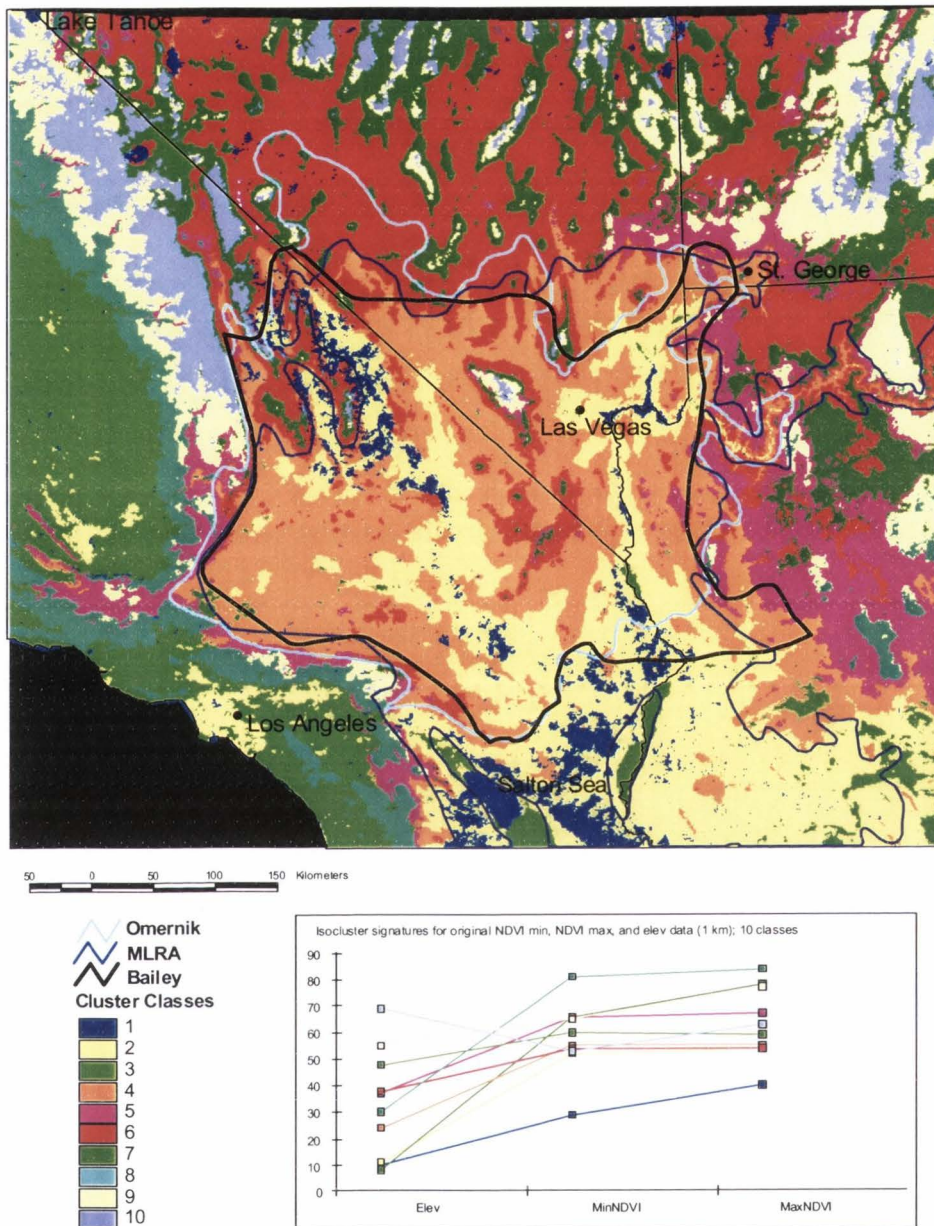 Lake Tahoe
St. George
Las Vegas
Los Angeles
Salton Sea
50 0 50 100 150 Kilometers
Omernik
MLRA
Bailey
Cluster Classes
1
2
3
4
5
6
7
8
9
10
Isocluster signatures for original NDVI min, NDVI max, and elev data (1 km); 10 classes
90
80
70
60
50
40
30
20
10
0
Elev MinNDVI MaxNDVI